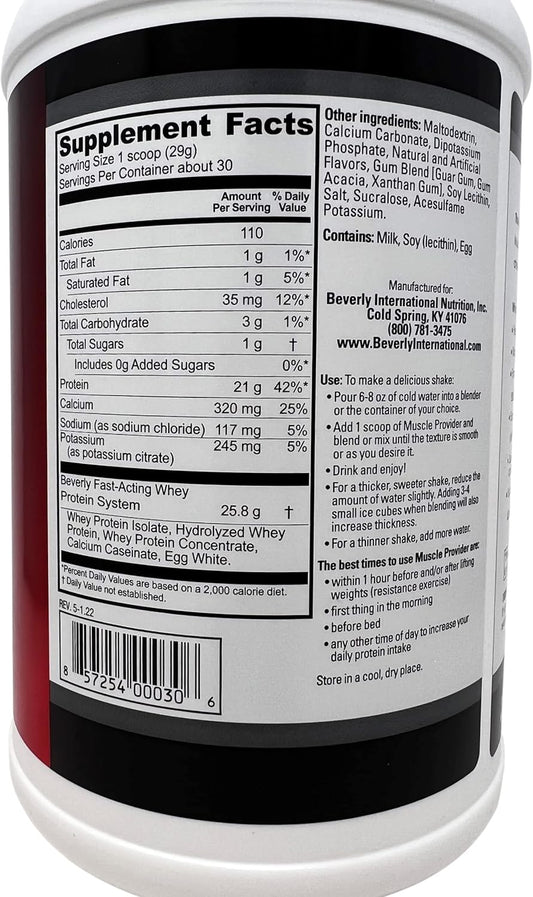 Supplement Facts
Serving Size 1 scoop (29g)
Servings Per Container about 30
Amount Per Serving % Daily Value
Calories 110
Total Fat 1 g 1%*
Saturated Fat 1 g 5%*
Cholesterol 35 mg 12%*
Total Carbohydrate 3 g 1%*
Total Sugars 1 g †
Includes 0g Added Sugars 0%*
Protein 21 g 42%*
Calcium 320 mg 25%
Sodium (as sodium chloride) 117 mg 5%
Potassium 245 mg 5%
(as potassium citrate)
Beverly Fast-Acting Whey
Protein System 25.8 g †
Whey Protein Isolate, Hydrolyzed Whey
Protein, Whey Protein Concentrate,
Calcium Caseinate, Egg White.
*Percent Daily Values are based on a 2,000 calorie diet.
† Daily Value not established.
REV. 5-1.22
8 57254 00030 6
Other ingredients: Maltodextrin,
Calcium Carbonate, Dipotassium
Phosphate, Natural and Artificial
Flavors, Gum Blend [Guar Gum, Gum
Acacia, Xanthan Gum], Soy Lecithin,
Salt, Sucralose, Acesulfame
Potassium.
Contains: Milk, Soy (lecithin), Egg
Manufactured for:
Beverly International Nutrition, Inc.
Cold Spring, KY 41076
(800) 781-3475
www.BeverlyInternational.com
Use: To make a delicious shake:
• Pour 6-8 oz of cold water into a blender
or the container of your choice.
• Add 1 scoop of Muscle Provider and
blend or mix until the texture is smooth
or as you desire it.
• Drink and enjoy!
• For a thicker, sweeter shake, reduce the
amount of water slightly. Adding 3-4
small ice cubes when blending will also
increase thickness.
• For a thinner shake, add more water.
The best times to use Muscle Provider are:
• within 1 hour before and/or after lifting
weights (resistance exercise)
• first thing in the morning
• before bed
• any other time of day to increase your
daily protein intake
Store in a cool, dry place.